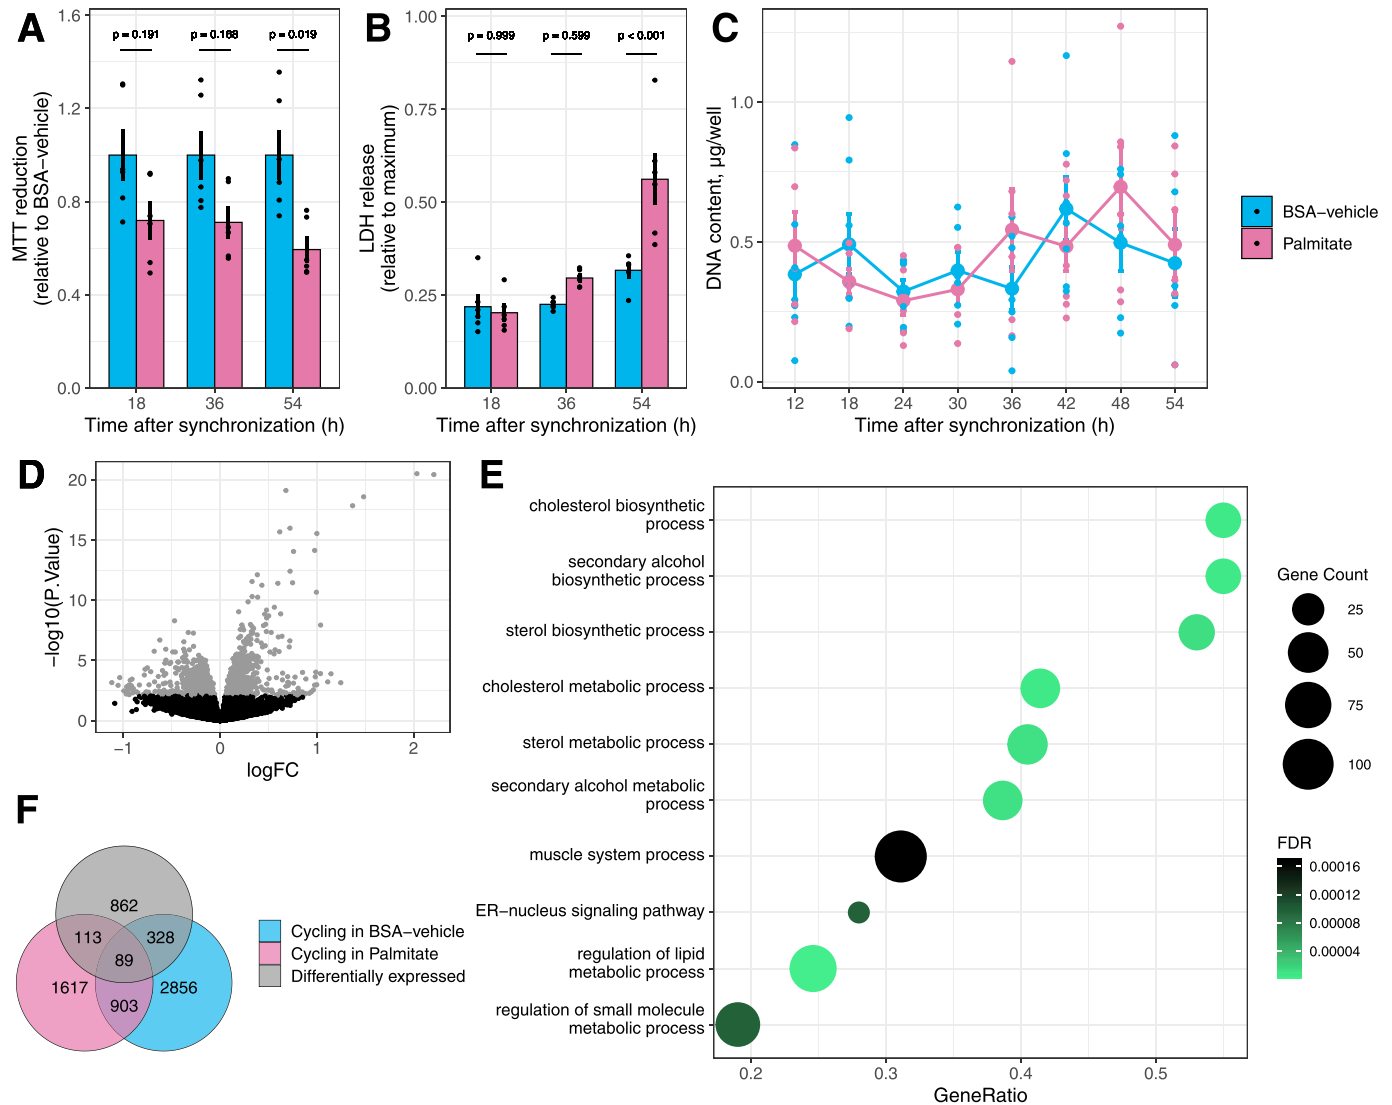 A
MTT reduction
(relative to BSA−vehicle)
1.6
1.2
0.8
0.4
0.0
p = 0.191
p = 0.168
p = 0.019
18
36
54
Time after synchronization (h)
B
LDH release
(relative to maximum)
1.00
0.75
0.50
0.25
0.00
p = 0.999
p = 0.599
p < 0.001
18
36
54
Time after synchronization (h)
C
DNA content, µg/well
1.0
0.5
0.0
12
18
24
30
36
42
48
54
Time after synchronization (h)
BSA−vehicle
Palmitate
D
−log10(P.Value)
20
15
10
5
0
−1
0
1
2
logFC
E
cholesterol biosynthetic
process
secondary alcohol
biosynthetic process
sterol biosynthetic process
cholesterol metabolic process
sterol metabolic process
secondary alcohol metabolic
process
muscle system process
ER−nucleus signaling pathway
regulation of lipid
metabolic process
regulation of small molecule
metabolic process
0.2
0.3
0.4
0.5
GeneRatio
Gene Count
25
50
75
100
FDR
0.00016
0.00012
0.00008
0.00004
F
862
113
328
89
1617
2856
903
Cycling in BSA−vehicle
Cycling in Palmitate
Differentially expressed